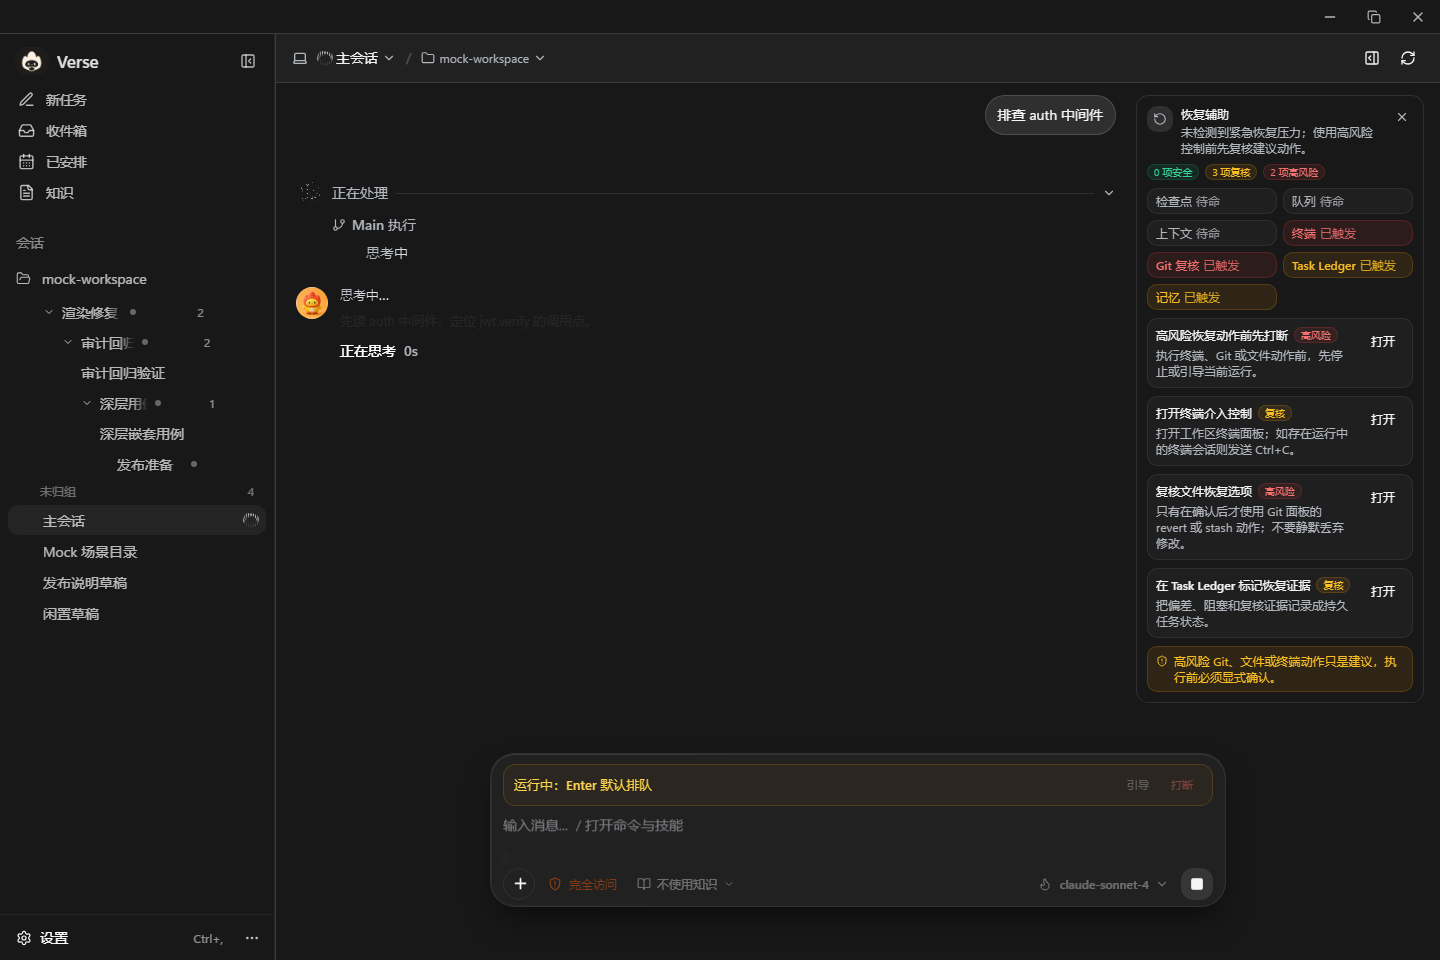 Verse
新任务
收件箱
已安排
知识
会话
mock-workspace
渲染修复 2
审计回归 2
审计回归验证
深层用例 1
深层嵌套用例
发布准备
未归组 4
主会话
Mock 场景目录
发布说明草稿
闲置草稿
设置 Ctrl+,
主会话 / mock-workspace
排查 auth 中间件
正在处理
Main 执行
思考中
思考中...
先读 auth 中间件，定位 jwt.verify 的调用点。
正在思考 0s
恢复辅助
未检测到紧急恢复压力；使用高风险
控制前先复核建议动作。
0 项安全 3 项复核 2 项高风险
检查点 待命 队列 待命
上下文 待命 终端 已触发
Git 复核 已触发 Task Ledger 已触发
记忆 已触发
高风险恢复动作前先打断 高风险 打开
执行终端、Git 或文件动作前，先停
止或引导当前运行。
打开终端介入控制 复核 打开
打开工作区终端面板；如存在运行中
的终端会话则发送 Ctrl+C。
复核文件恢复选项 高风险 打开
只有在确认后才使用 Git 面板的
revert 或 stash 动作；不要静默丢弃
修改。
在 Task Ledger 标记恢复证据 复核 打开
把偏差、阻塞和复核证据记录成持久
任务状态。
高风险 Git、文件或终端动作只是建议，执
行前必须显式确认。
运行中：Enter 默认排队 引导 打断
输入消息... / 打开命令与技能
完全访问 不使用知识 claude-sonnet-4